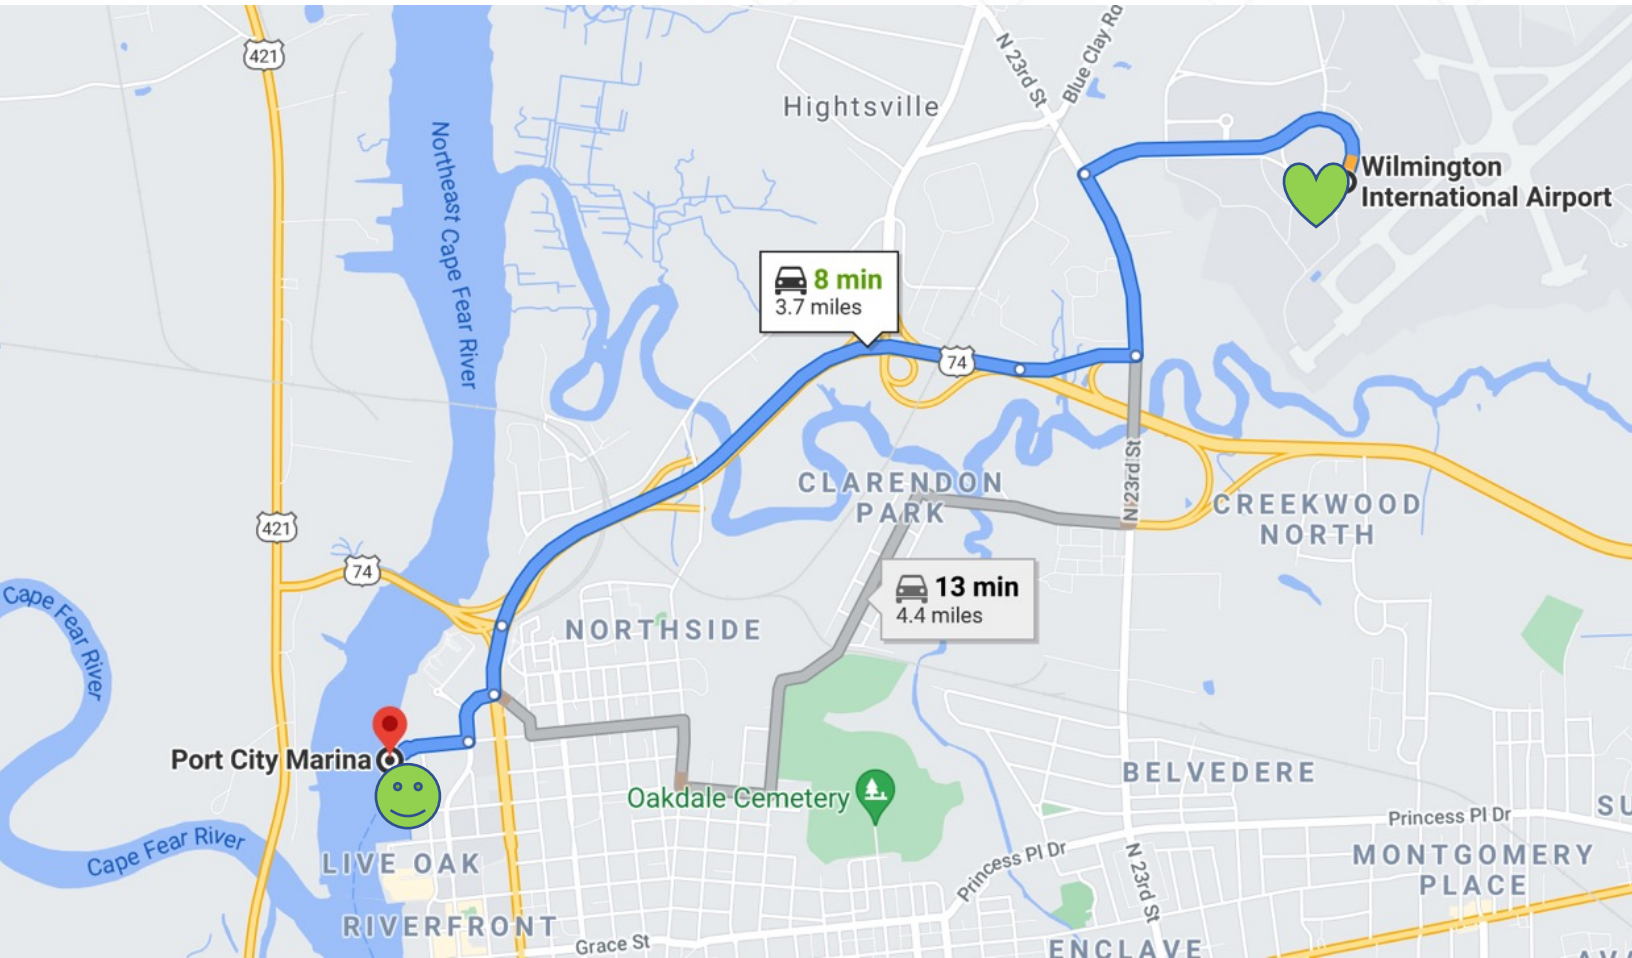 421
Hightsville
N 23rd St
Blue Clay Rd
Northeast Cape Fear River
Wilmington
International Airport
8 min
3.7 miles
74
CLARENDON
PARK
N 23rd St
CREEKWOOD
NORTH
421
74
13 min
4.4 miles
Cape Fear River
NORTHSIDE
Port City Marina
Oakdale Cemetery
BELVEDERE
Princess Pl Dr
SU
Cape Fear River
LIVE OAK
Princess Pl Dr
N 23rd St
MONTGOMERY
PLACE
RIVERFRONT
Grace St
ENCLAVE